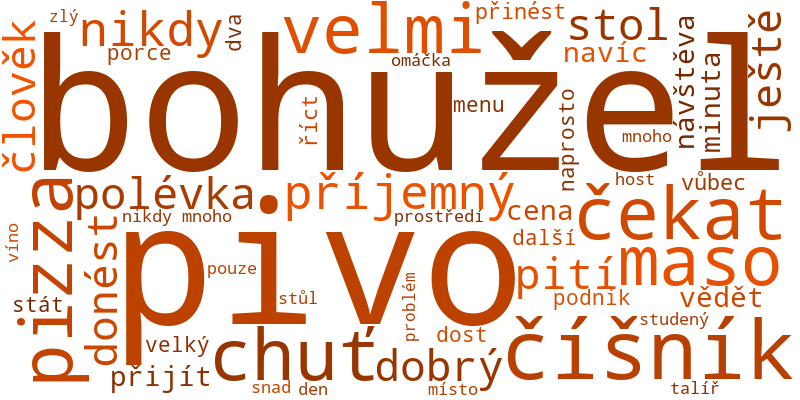 zlý
nikdy
dva
velmi
přinést
stol
ještě
porce
omáčka
navíc
návštěva
minuta
člověk
bohužel
říct
menu
naprosto
mnoho
host
vůbec
pizza
polévka
příjemný
cena
čekat
nikdy mnoho
prostředí
donést
víno
pivo
další
maso
pouze
pití
stát
stůl
problém
podnik
vědět
velký
chuť
dost
studený
číšník
přijít
dobrý
snad
den
místo
talíř